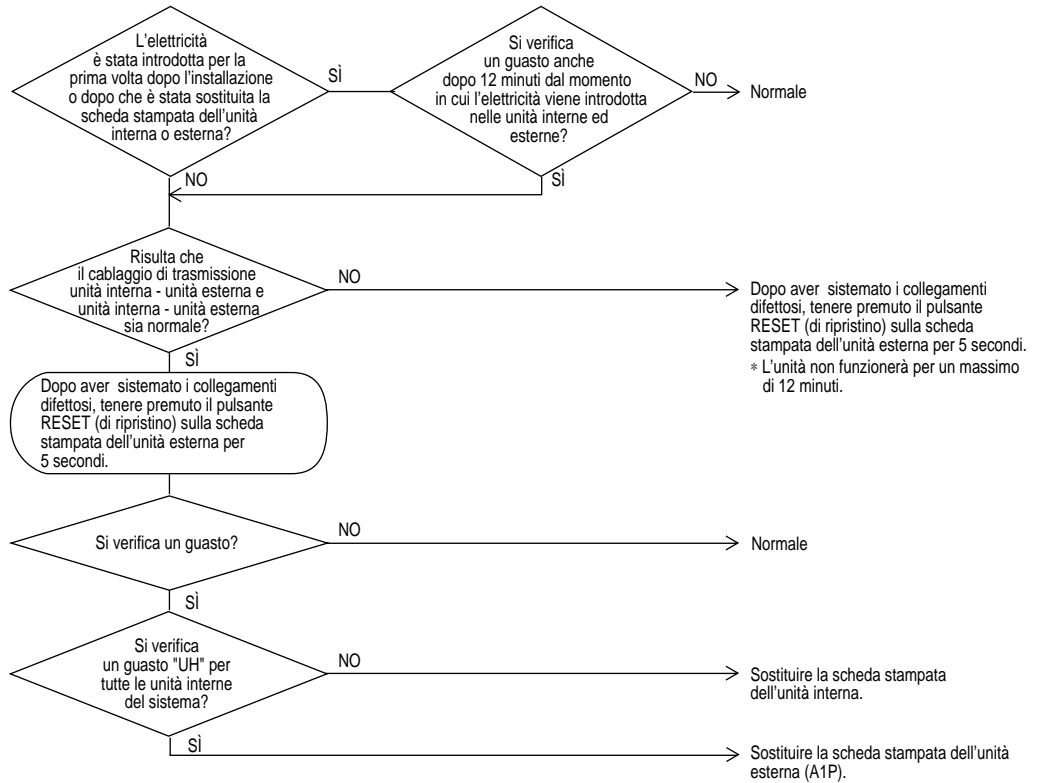 L'elettricità
è stata introdotta per la
prima volta dopo l'installazione
o dopo che è stata sostituita la
scheda stampata dell'unità
interna o esterna?
SÌ
NO
Si verifica
un guasto anche
dopo 12 minuti dal momento
in cui l'elettricità viene introdotta
nelle unità interne ed
esterne?
NO
Normale
SÌ
Risulta che
il cablaggio di trasmissione
unità interna - unità esterna e
unità interna - unità esterna
sia normale?
NO
Dopo aver sistemato i collegamenti
difettosi, tenere premuto il pulsante
RESET (di ripristino) sulla scheda
stampata dell'unità esterna per 5 secondi.
* L'unità non funzionerà per un massimo
di 12 minuti.
SÌ
Dopo aver sistemato i collegamenti
difettosi, tenere premuto il pulsante
RESET (di ripristino) sulla scheda
stampata dell'unità esterna per
5 secondi.
Si verifica un guasto?
NO
Normale
SÌ
Si verifica
un guasto "UH" per
tutte le unità interne
del sistema?
NO
Sostituire la scheda stampata
dell'unità interna.
SÌ
Sostituire la scheda stampata dell'unità
esterna (A1P).